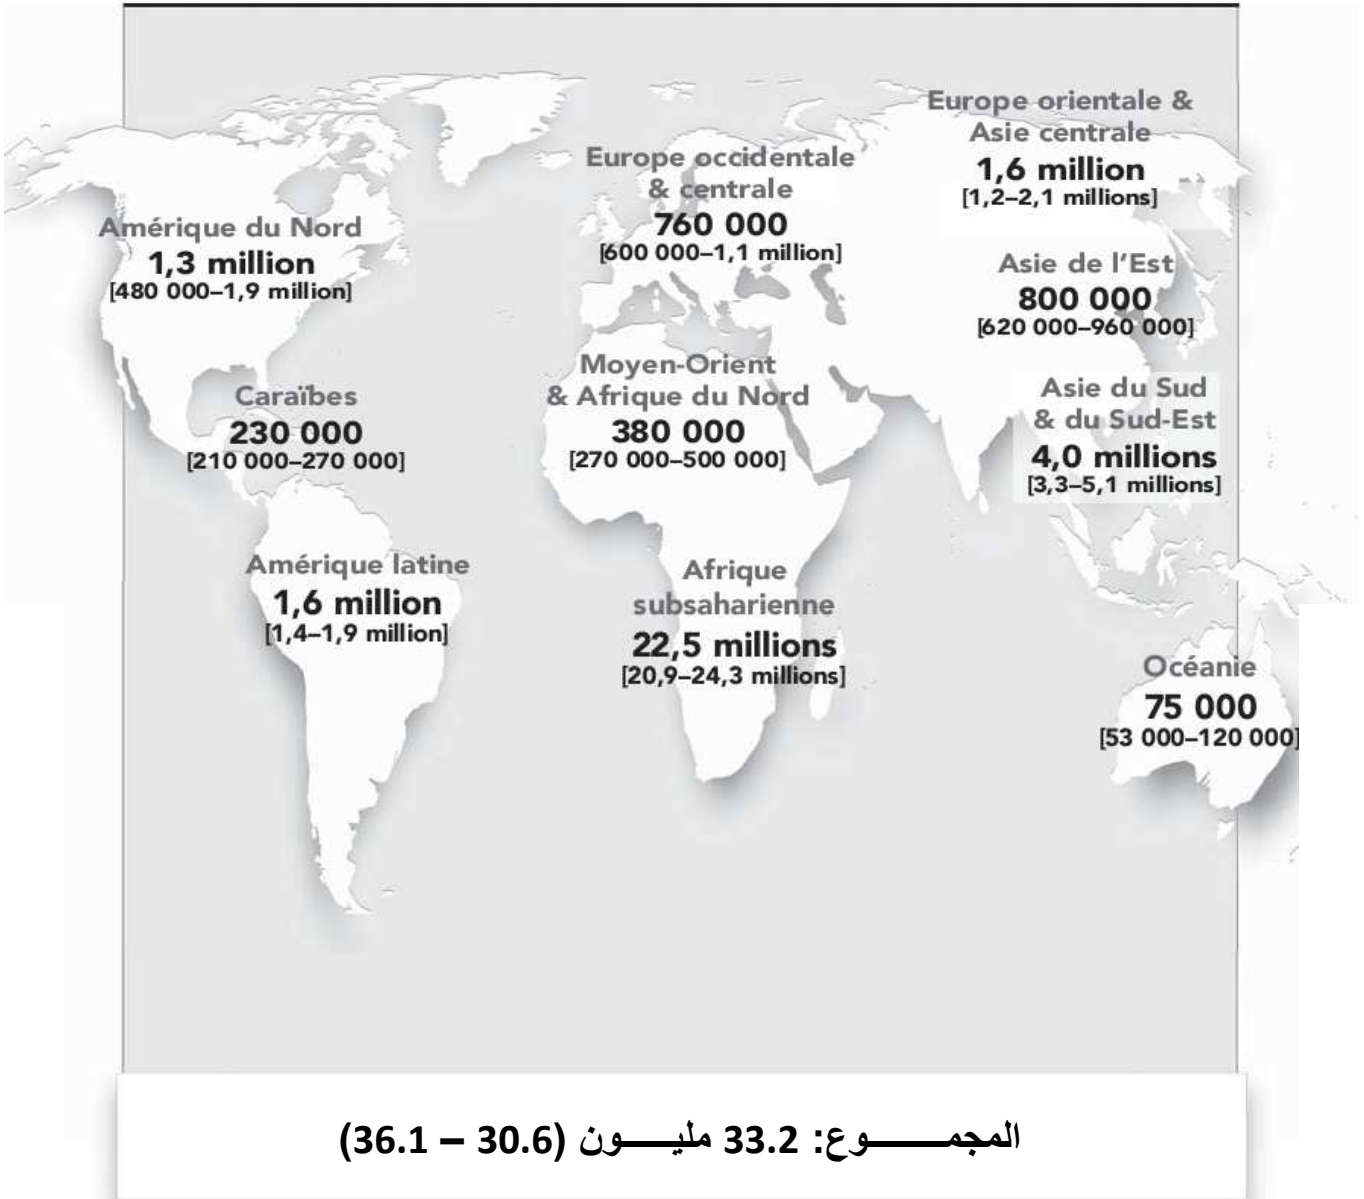 Europe orientale &
Asie centrale
1,6 million
[1,2–2,1 millions]
Europe occidentale
& centrale
760 000
[600 000–1,1 million]
Amérique du Nord
1,3 million
[480 000–1,9 million]
Asie de l’Est
800 000
[620 000–960 000]
Moyen-Orient
& Afrique du Nord
380 000
[270 000–500 000]
Caraïbes
230 000
[210 000–270 000]
Asie du Sud
& du Sud-Est
4,0 millions
[3,3–5,1 millions]
Amérique latine
1,6 million
[1,4–1,9 million]
Afrique
subsaharienne
22,5 millions
[20,9–24,3 millions]
Océanie
75 000
[53 000–120 000]
المجمـــــــوع: 33.2 مليـــــون (30.6 – 36.1)